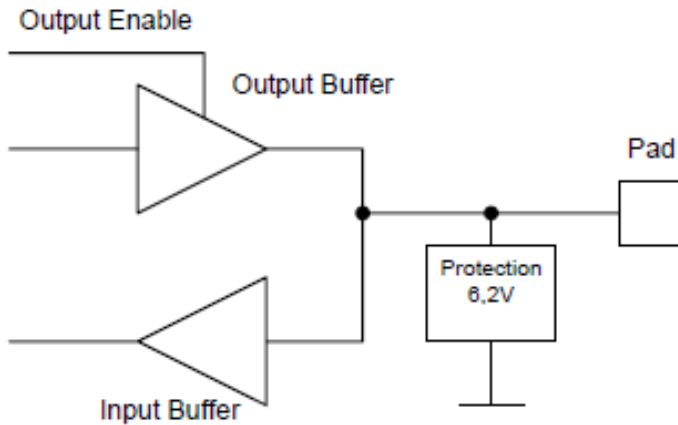 Output Enable
Output Buffer
Pad
Protection
6,2V
Input Buffer